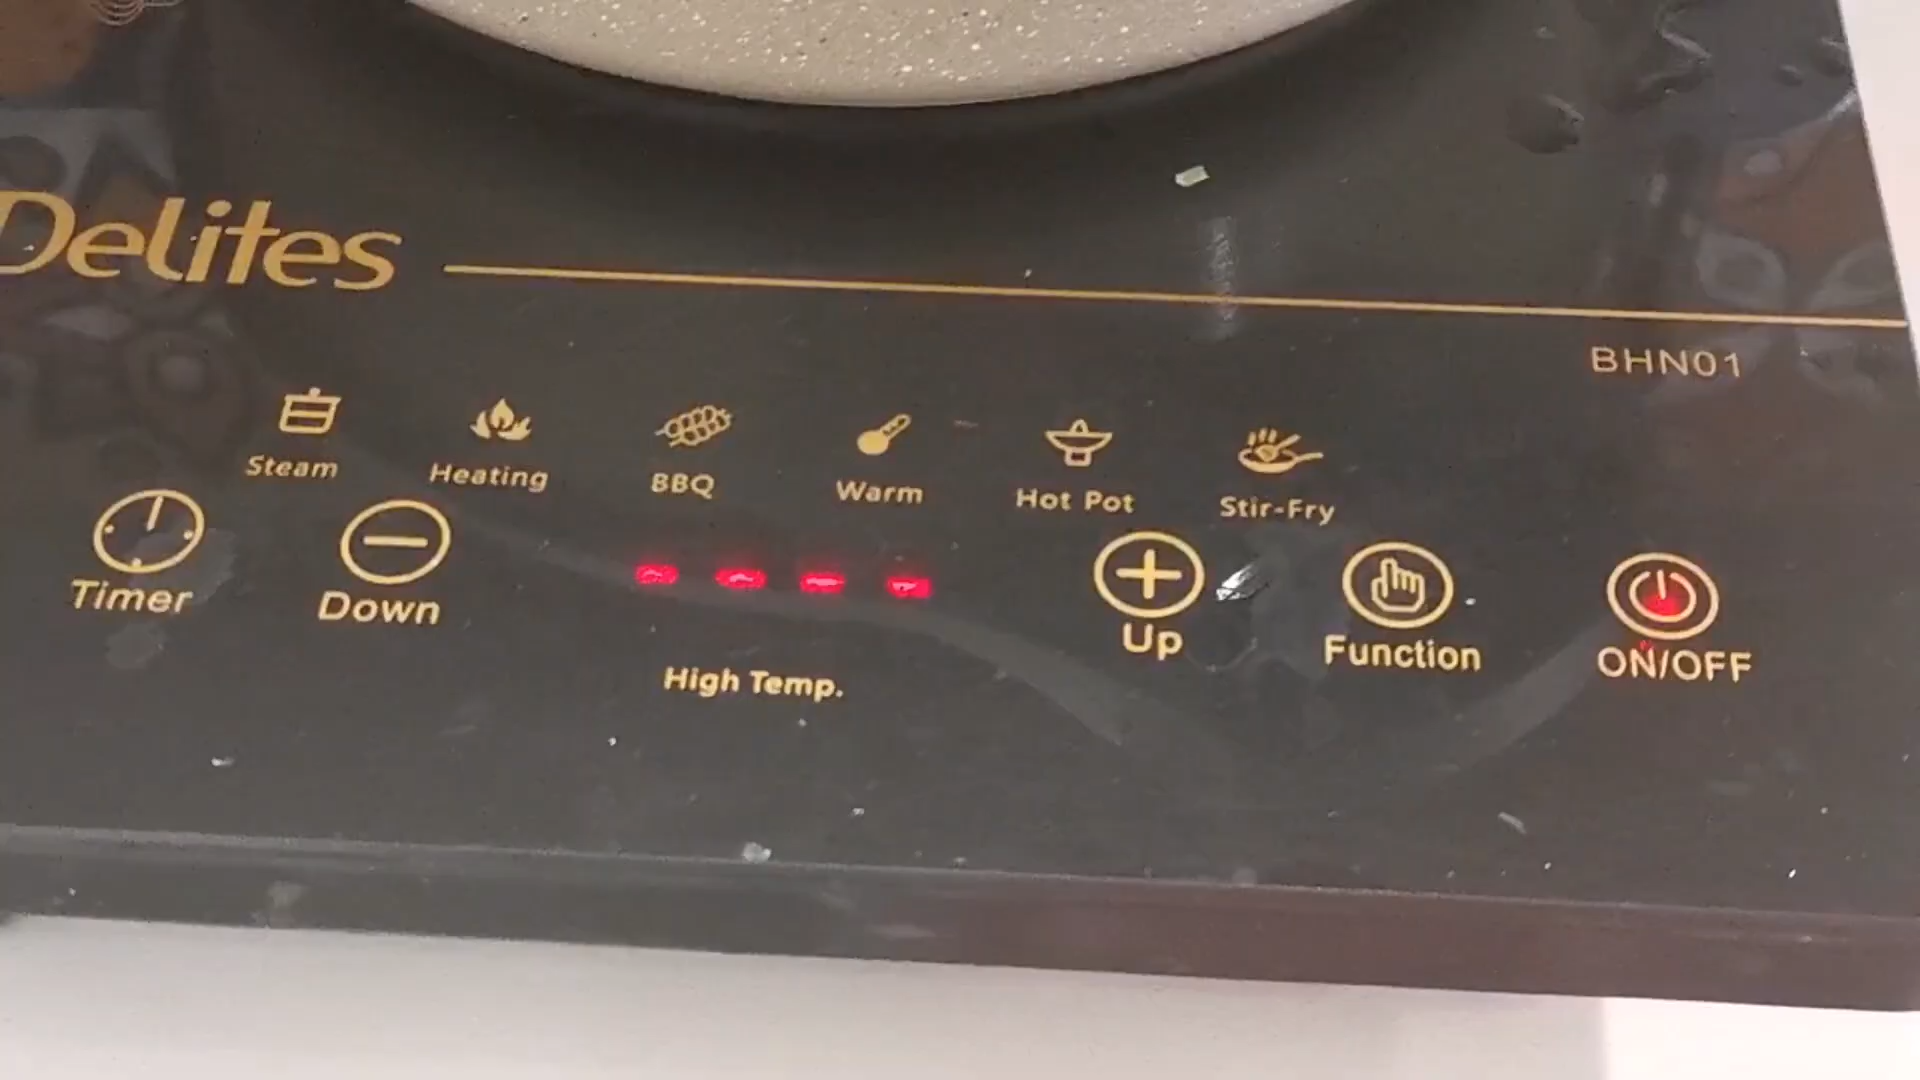 Delites
BHN01
Steam
Heating
BBQ
Warm
Hot Pot
Stir-Fry
Timer
Down
- - - -
Up
Function
ON/OFF
High Temp.